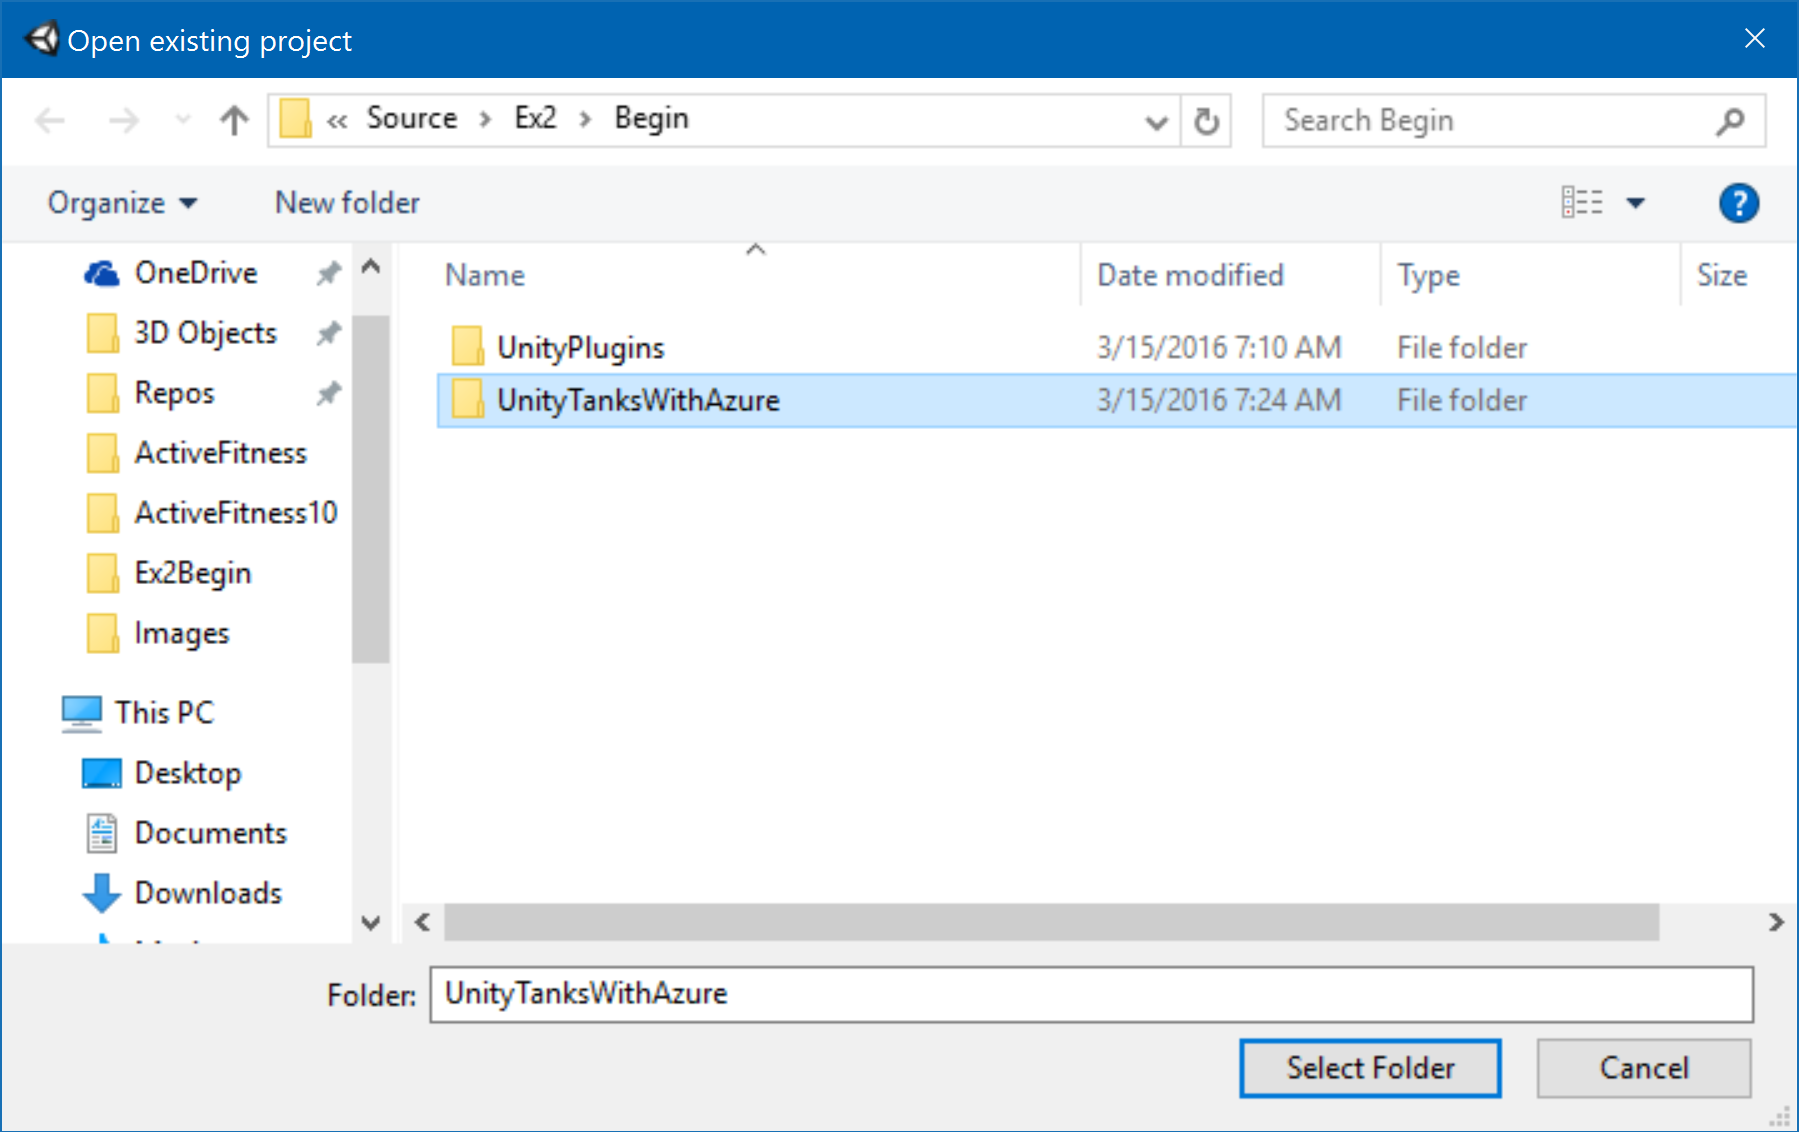 Open existing project
« Source > Ex2 > Begin
Search Begin
Organize
New folder
?
OneDrive
3D Objects
Repos
ActiveFitness
ActiveFitness10
Ex2Begin
Images
This PC
Desktop
Documents
Downloads
Name Date modified Type Size
UnityPlugins 3/15/2016 7:10 AM File folder
UnityTanksWithAzure 3/15/2016 7:24 AM File folder
Folder: UnityTanksWithAzure
Select Folder Cancel